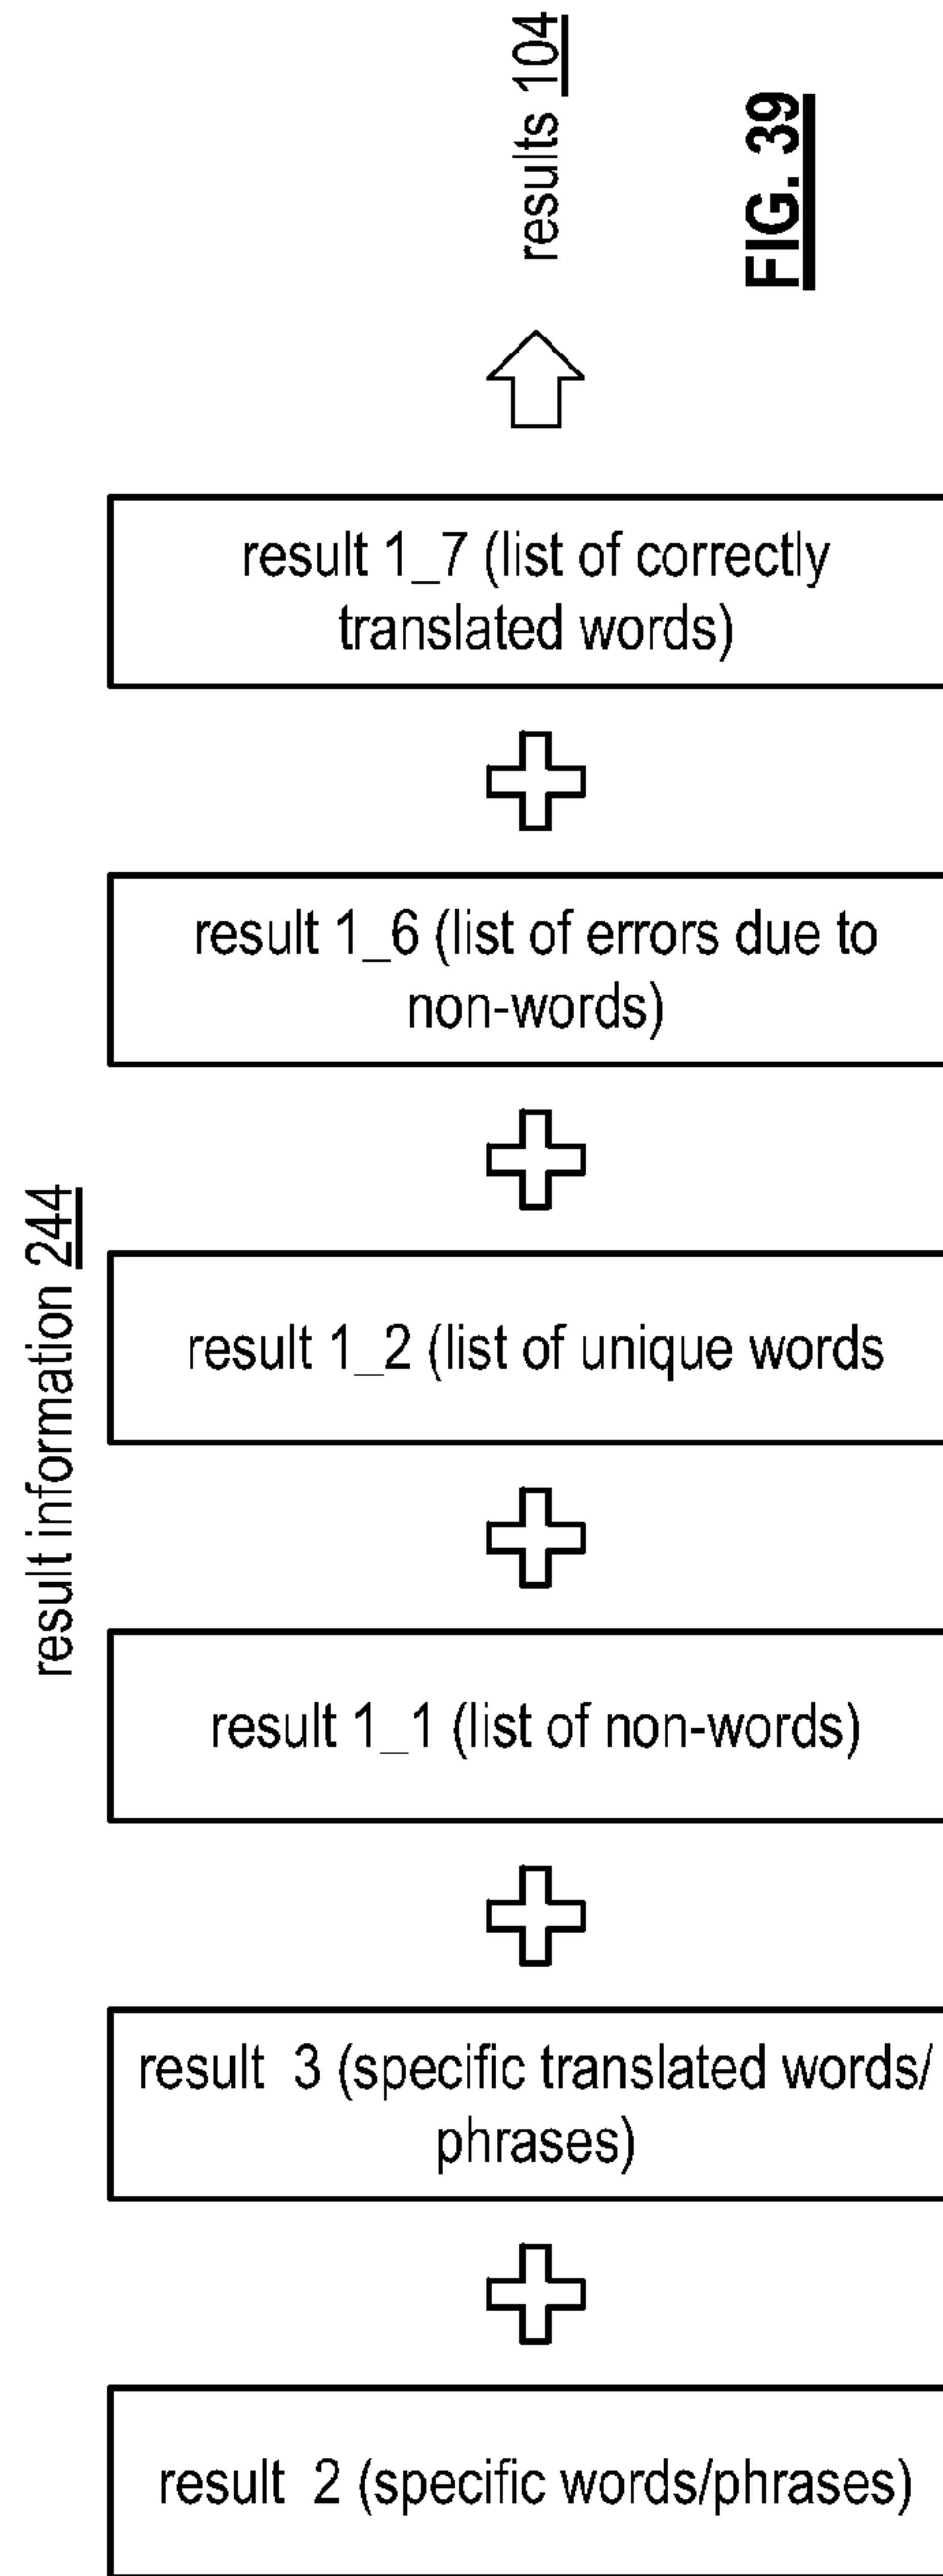 results 104
FIG. 39
result 1_7 (list of correctly
translated words)
result 1_6 (list of errors due to
non-words)
result information 244
result 1_2 (list of unique words
result 1_1 (list of non-words)
result 3 (specific translated words/
phrases)
result 2 (specific words/phrases)